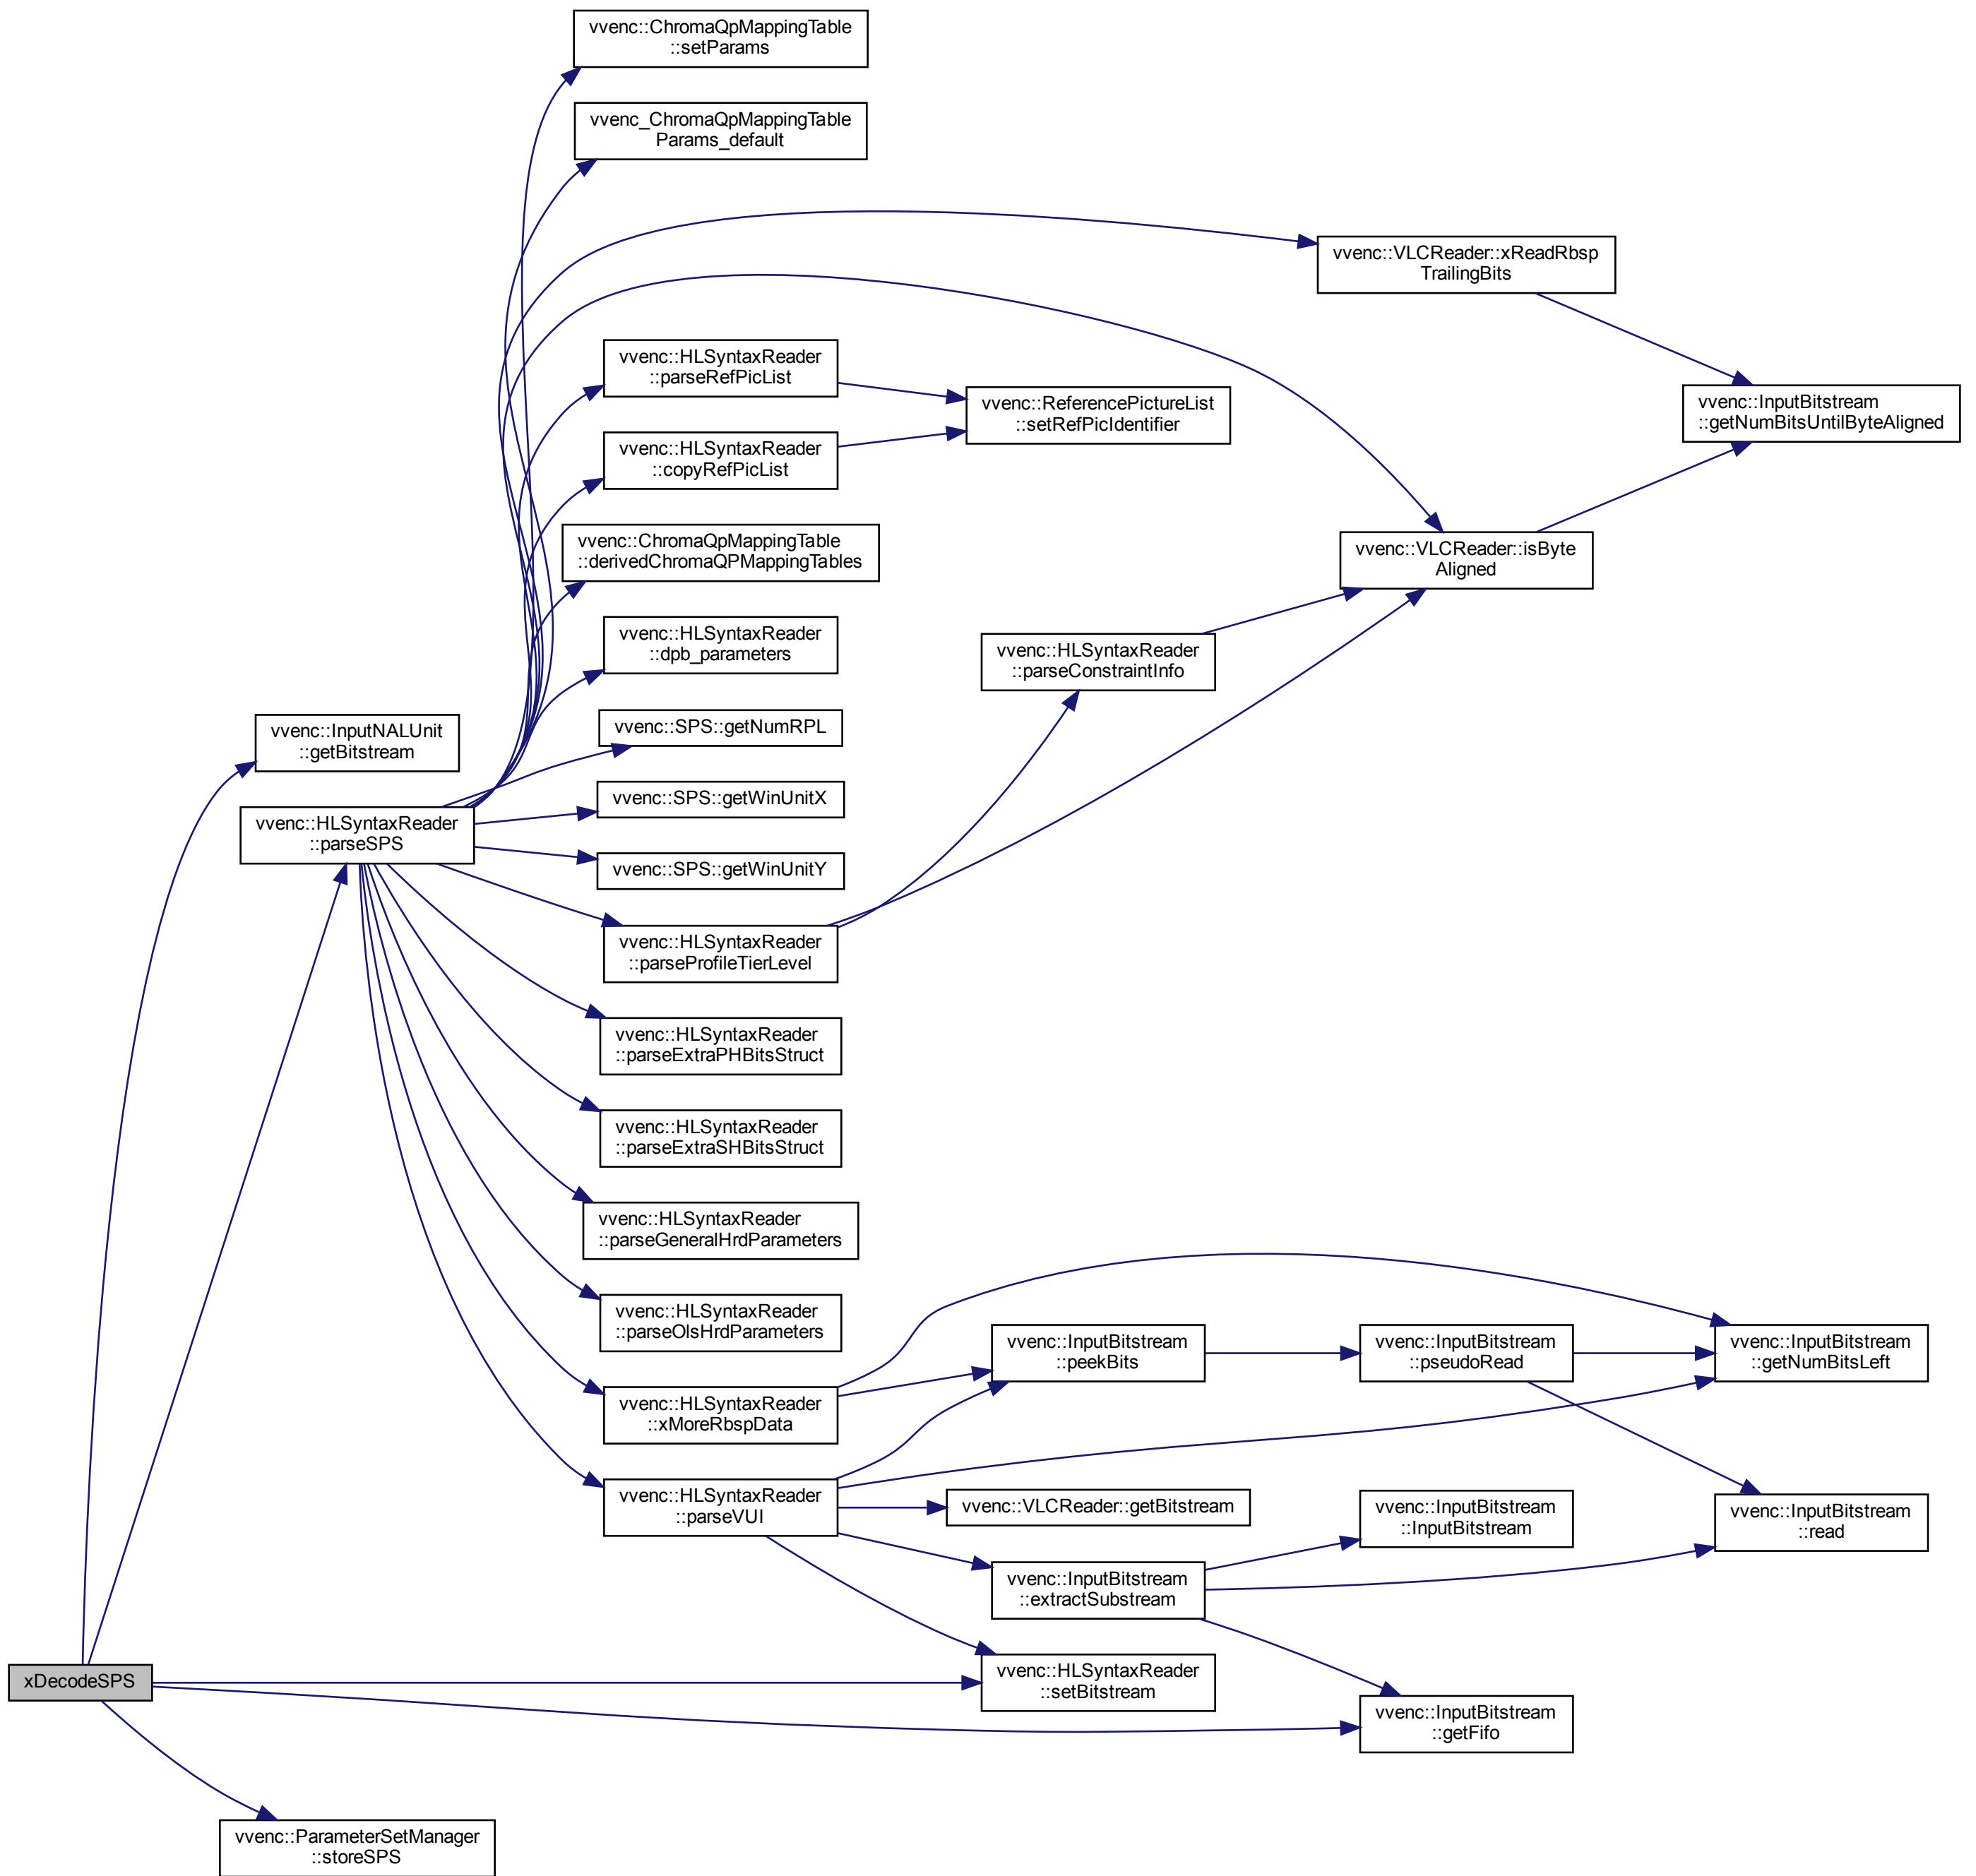 vvenc::ChromaQpMappingTable
::setParams
vvenc_ChromaQpMappingTable
Params_default
vvenc::VLCReader::xReadRbsp
TrailingBits
vvenc::HLSyntaxReader
::parseRefPicList
vvenc::ReferencePictureList
::setRefPicIdentifier
vvenc::InputBitstream
::getNumBitsUntilByteAligned
vvenc::HLSyntaxReader
::copyRefPicList
vvenc::ChromaQpMappingTable
::derivedChromaQPMappingTables
vvenc::VLCReader::isByte
Aligned
vvenc::HLSyntaxReader
::dpb_parameters
vvenc::HLSyntaxReader
::parseConstraintInfo
vvenc::SPS::getNumRPL
vvenc::InputNALUnit
::getBitstream
vvenc::SPS::getWinUnitX
vvenc::HLSyntaxReader
::parseSPS
vvenc::SPS::getWinUnitY
vvenc::HLSyntaxReader
::parseProfileTierLevel
vvenc::HLSyntaxReader
::parseExtraPHBitsStruct
vvenc::HLSyntaxReader
::parseExtraSHBitsStruct
vvenc::HLSyntaxReader
::parseGeneralHrdParameters
vvenc::HLSyntaxReader
::parseOlsHrdParameters
vvenc::InputBitstream
::peekBits
vvenc::InputBitstream
::pseudoRead
vvenc::InputBitstream
::getNumBitsLeft
vvenc::HLSyntaxReader
::xMoreRbspData
vvenc::HLSyntaxReader
::parseVUI
vvenc::VLCReader::getBitstream
vvenc::InputBitstream
::InputBitstream
vvenc::InputBitstream
::read
vvenc::InputBitstream
::extractSubstream
xDecodeSPS
vvenc::HLSyntaxReader
::setBitstream
vvenc::InputBitstream
::getFifo
vvenc::ParameterSetManager
::storeSPS